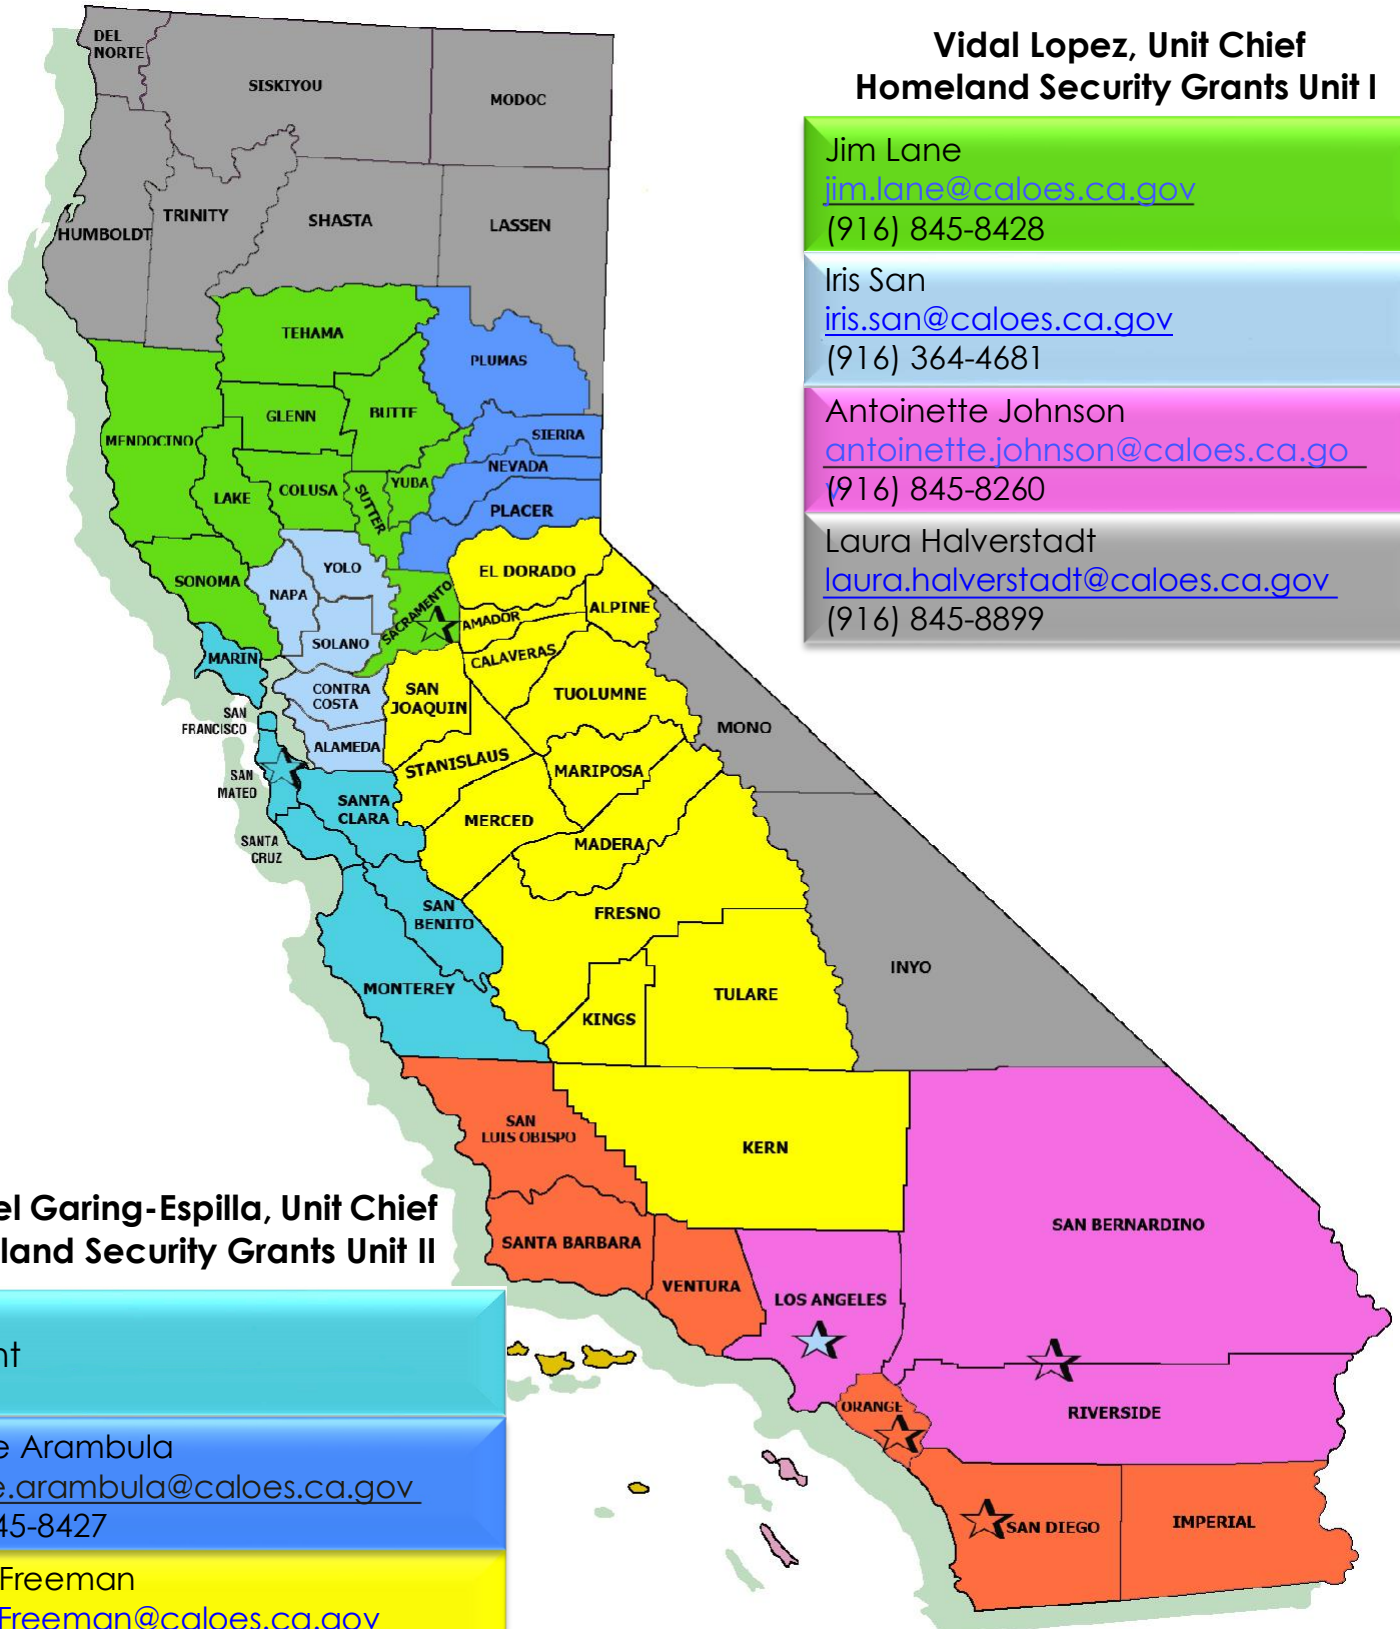 DEL
NORTE
SISKIYOU
MODOC
HUMBOLDT
TRINITY
SHASTA
LASSEN
Vidal Lopez, Unit Chief
Homeland Security Grants Unit I
Jim Lane
jim.lane@caloes.ca.gov
(916) 845-8428
Iris San
iris.san@caloes.ca.gov
(916) 364-4681
Antoinette Johnson
antoinette.johnson@caloes.ca.go
v
(916) 845-8260
Laura Halverstadt
laura.halverstadt@caloes.ca.gov
(916) 845-8899
TEHAMA
PLUMAS
GLENN
BUTTE
SIERRA
MENDOCINO
NEVADA
LAKE
COLUSA
SUTTER
YUBA
PLACER
SONOMA
NAPA
YOLO
SACRAMENTO
EL DORADO
ALPINE
AMADOR
SOLANO
MARIN
CALAVERAS
CONTRA
COSTA
SAN
JOAQUIN
TUOLUMNE
SAN
FRANCISCO
ALAMEDA
STANISLAUS
MONO
SAN
MATEO
MARIPOSA
SANTA
CLARA
MERCED
SANTA
CRUZ
MADERA
SAN
BENITO
FRESNO
INYO
MONTEREY
TULARE
KINGS
SAN
LUIS OBISPO
KERN
SANTA BARBARA
VENTURA
LOS ANGELES
SAN BERNARDINO
ORANGE
RIVERSIDE
SAN DIEGO
IMPERIAL
el Garing-Espilla, Unit Chief
land Security Grants Unit II
nt
e Arambula
e.arambula@caloes.ca.gov
45-8427
Freeman
Freeman@caloes.ca.gov